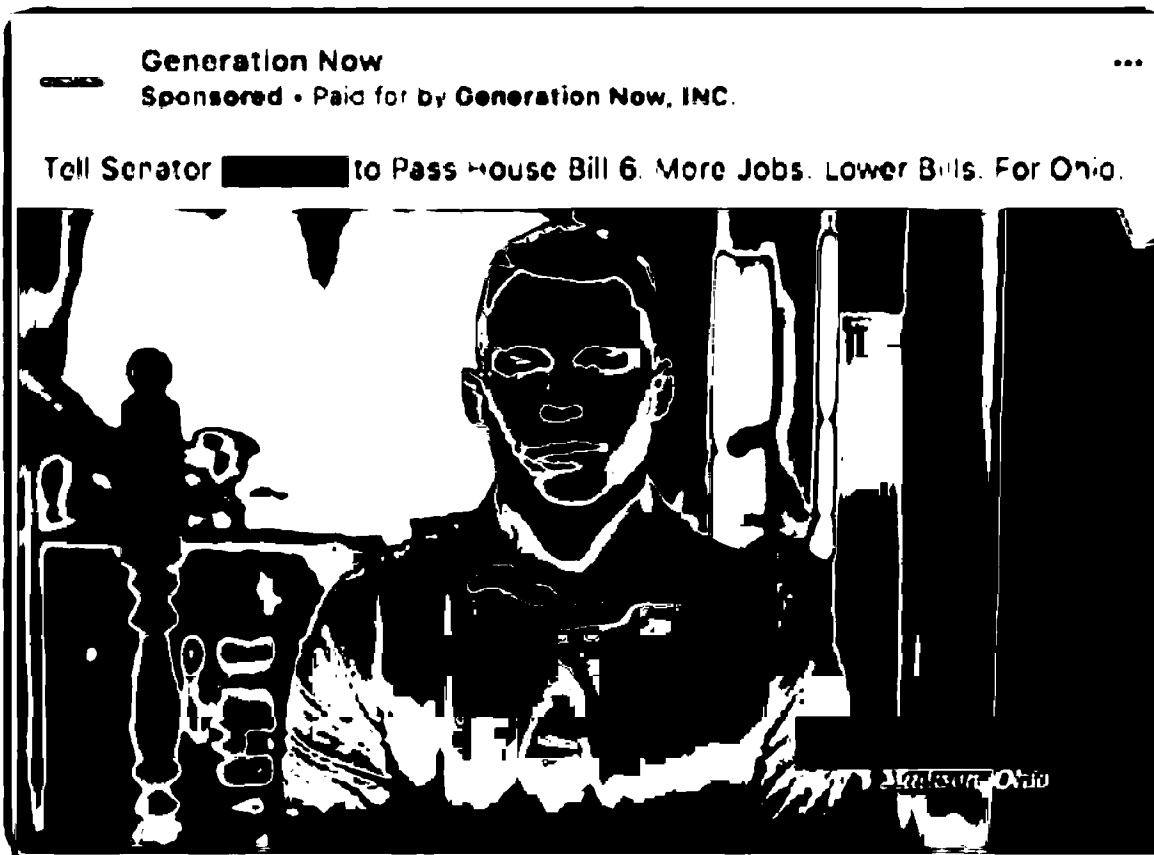 Generation Now
Sponsored • Paid for by Generation Now, INC.
Tell Senator to Pass House Bill 6. More Jobs. Lower Bills. For Ohio.
Madison, Ohio